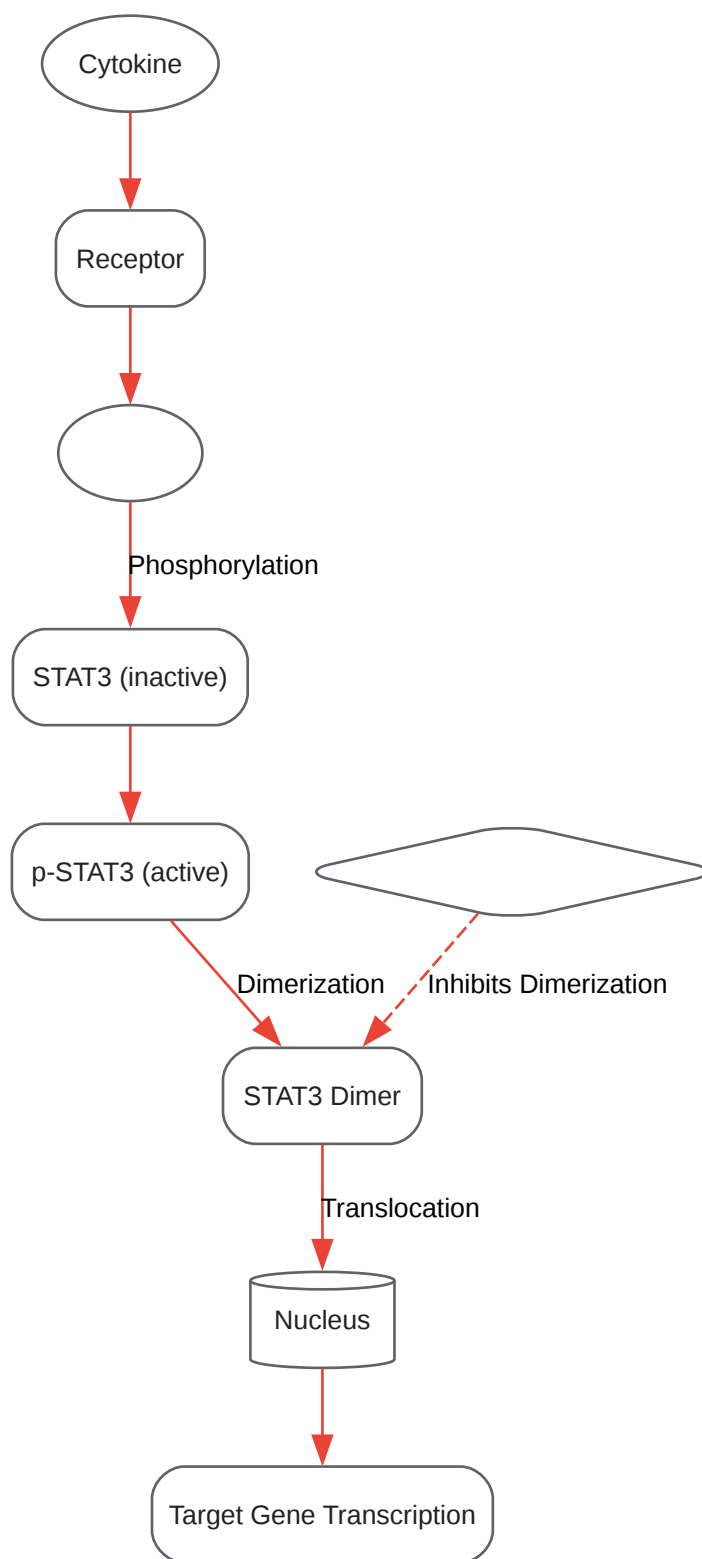 Cytokine
Receptor
Phosphorylation
STAT3 (inactive)
p-STAT3 (active)
Dimerization
Inhibits Dimerization
STAT3 Dimer
Translocation
Nucleus
Target Gene Transcription